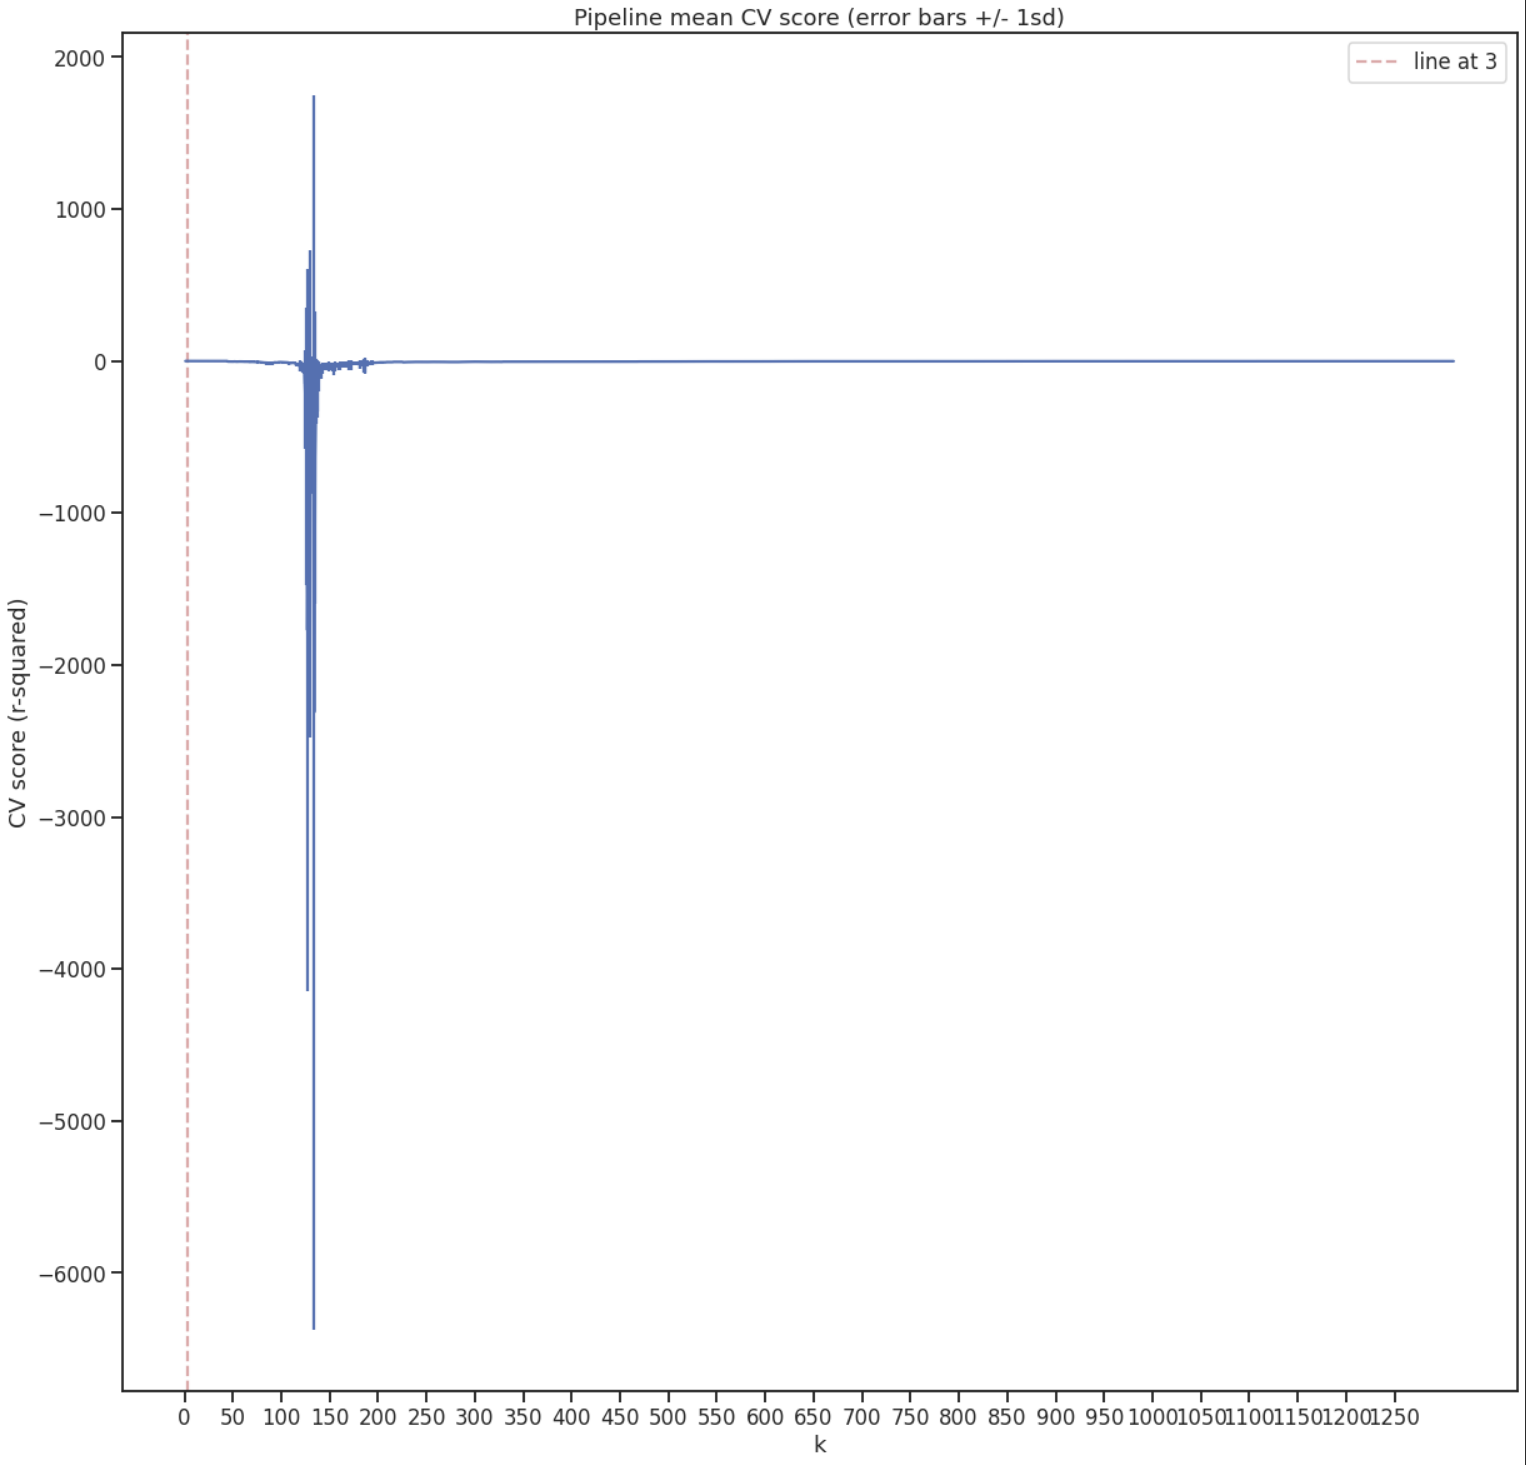 Pipeline mean CV score (error bars +/- 1sd)
line at 3
CV score (r-squared)
2000
1000
0
−1000
−2000
−3000
−4000
−5000
−6000
0 50 100 150 200 250 300 350 400 450 500 550 600 650 700 750 800 850 900 950 1000 1050 1100 1150 1200 1250
k